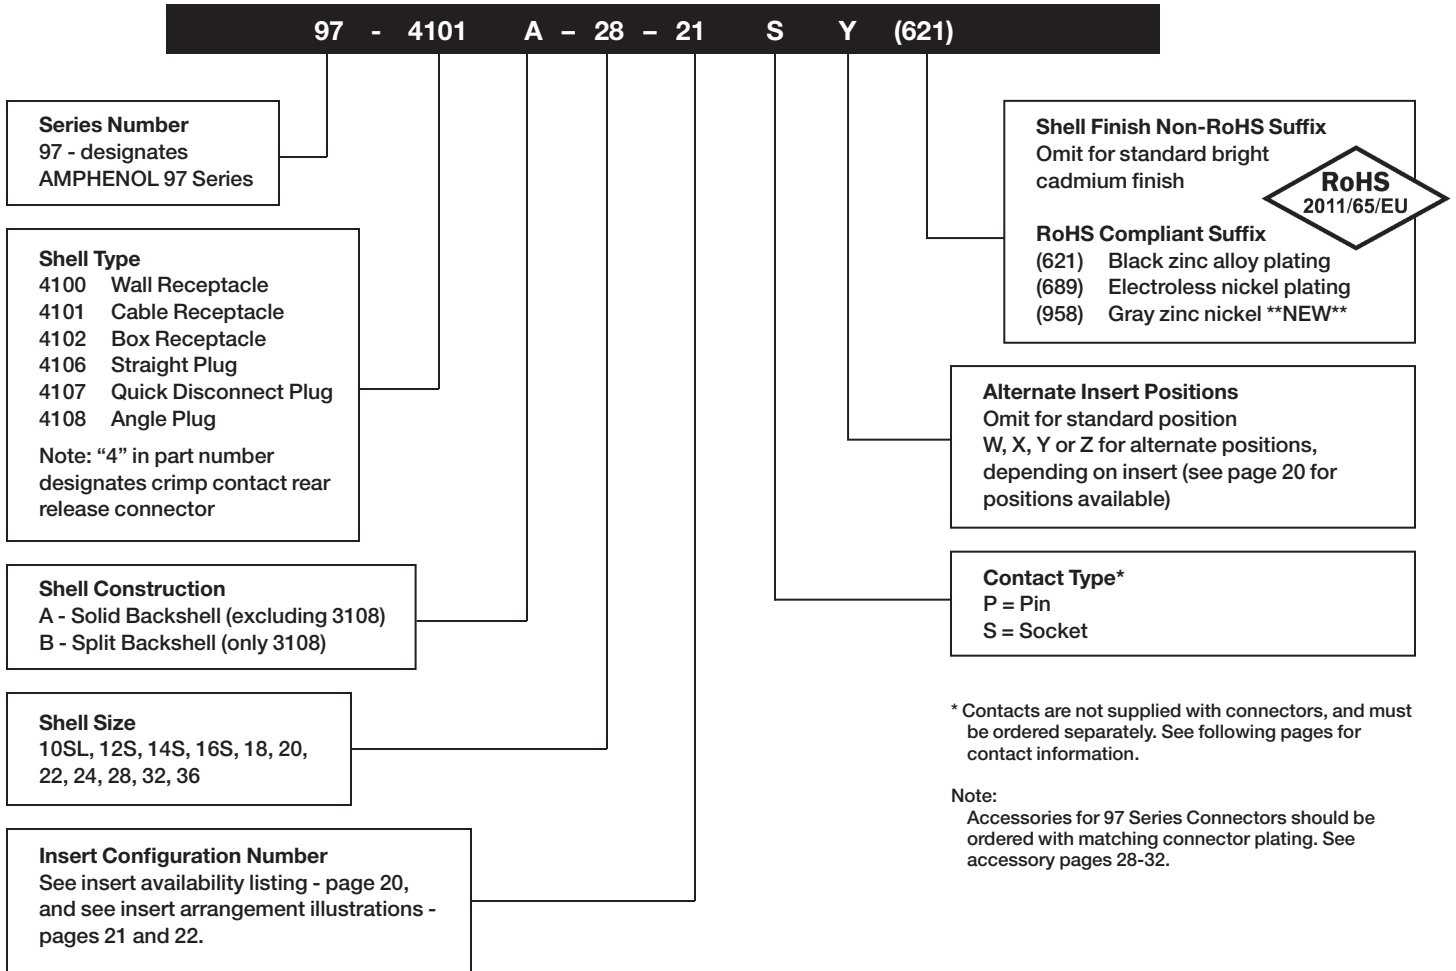 97 - 4101 A – 28 – 21 S Y (621)
Series Number
97 - designates
AMPHENOL 97 Series
Shell Type
4100 Wall Receptacle
4101 Cable Receptacle
4102 Box Receptacle
4106 Straight Plug
4107 Quick Disconnect Plug
4108 Angle Plug
Note: “4” in part number
designates crimp contact rear
release connector
Shell Construction
A - Solid Backshell (excluding 3108)
B - Split Backshell (only 3108)
Shell Size
10SL, 12S, 14S, 16S, 18, 20,
22, 24, 28, 32, 36
Insert Configuration Number
See insert availability listing - page 20,
and see insert arrangement illustrations -
pages 21 and 22.
Shell Finish Non-RoHS Suffix
Omit for standard bright
cadmium finish
RoHS
2011/65/EU
RoHS Compliant Suffix
(621) Black zinc alloy plating
(689) Electroless nickel plating
(958) Gray zinc nickel **NEW**
Alternate Insert Positions
Omit for standard position
W, X, Y or Z for alternate positions,
depending on insert (see page 20 for
positions available)
Contact Type*
P = Pin
S = Socket
* Contacts are not supplied with connectors, and must
be ordered separately. See following pages for
contact information.
Note:
Accessories for 97 Series Connectors should be
ordered with matching connector plating. See
accessory pages 28-32.